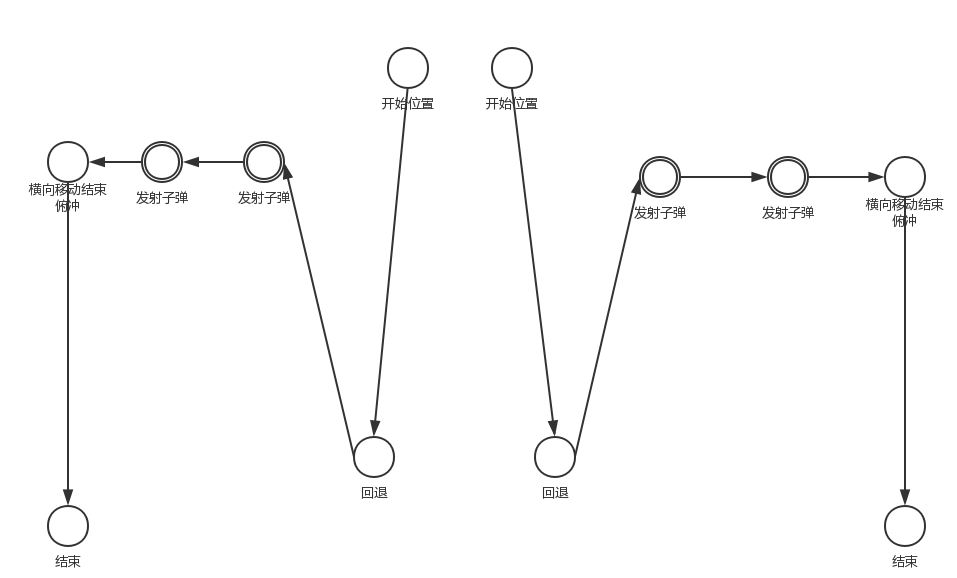 开始位置
开始位置
横向移动结束
俯冲
发射子弹
发射子弹
发射子弹
发射子弹
横向移动结束
俯冲
回退
回退
结束
结束